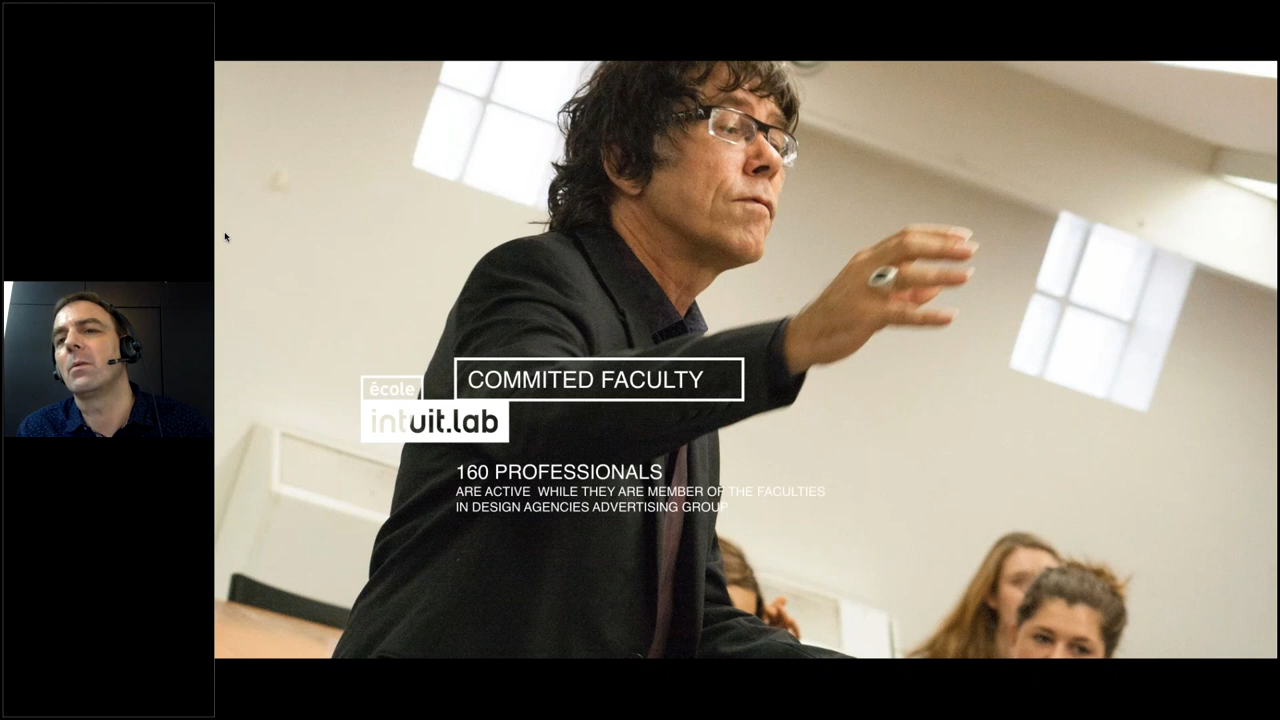 COMMITED FACULTY
école
intuit.lab
160 PROFESSIONALS
ARE ACTIVE WHILE THEY ARE MEMBER OF THE FACULTIES
IN DESIGN AGENCIES ADVERTISING GROUP